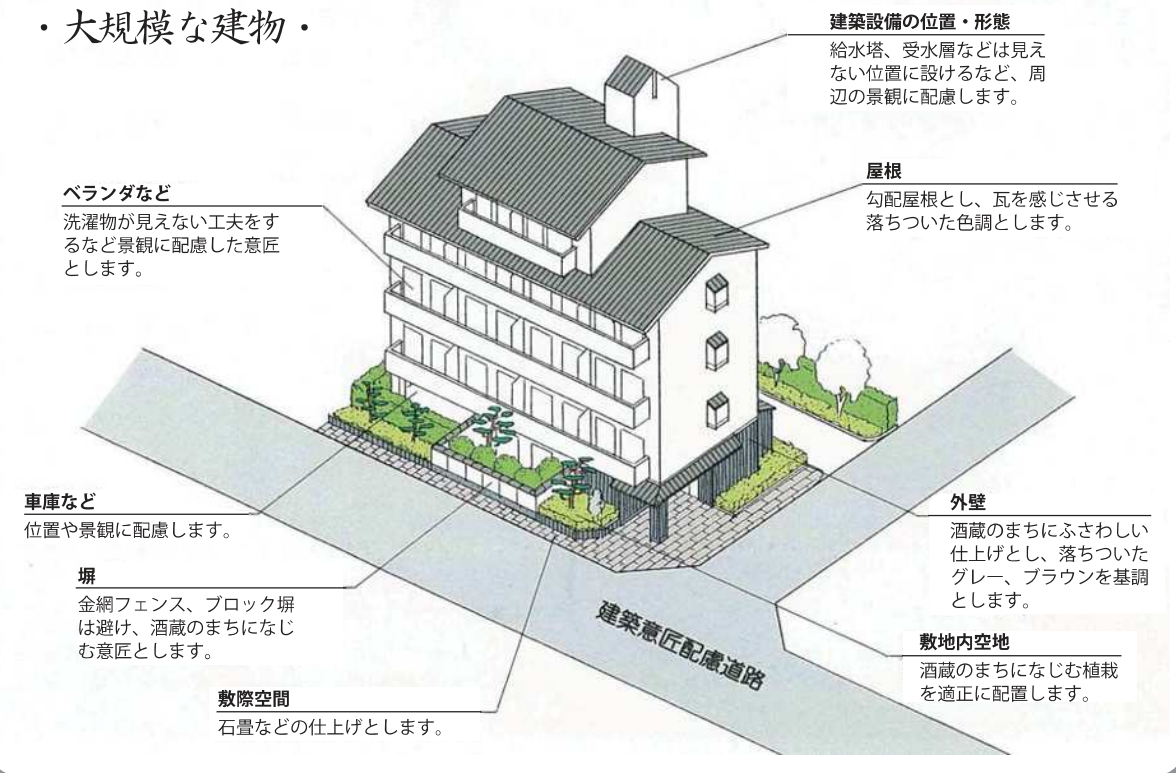 ・大規模な建物・
建築設備の位置・形態
給水塔、受水層などは見え
ない位置に設けるなど、周
辺の景観に配慮します。
屋根
勾配屋根とし、瓦を感じさせる
落ちついた色調とします。
ベランダなど
洗濯物が見えない工夫をす
るなど景観に配慮した意匠
とします。
車庫など
位置や景観に配慮します。
塀
金網フェンス、ブロック塀
は避け、酒蔵のまちになじ
む意匠とします。
敷際空間
石畳などの仕上げとします。
建築意匠配慮道路
外壁
酒蔵のまちにふさわしい
仕上げとし、落ちついた
グレー、ブラウンを基調
とします。
敷地内空地
酒蔵のまちになじむ植栽
を適正に配置します。